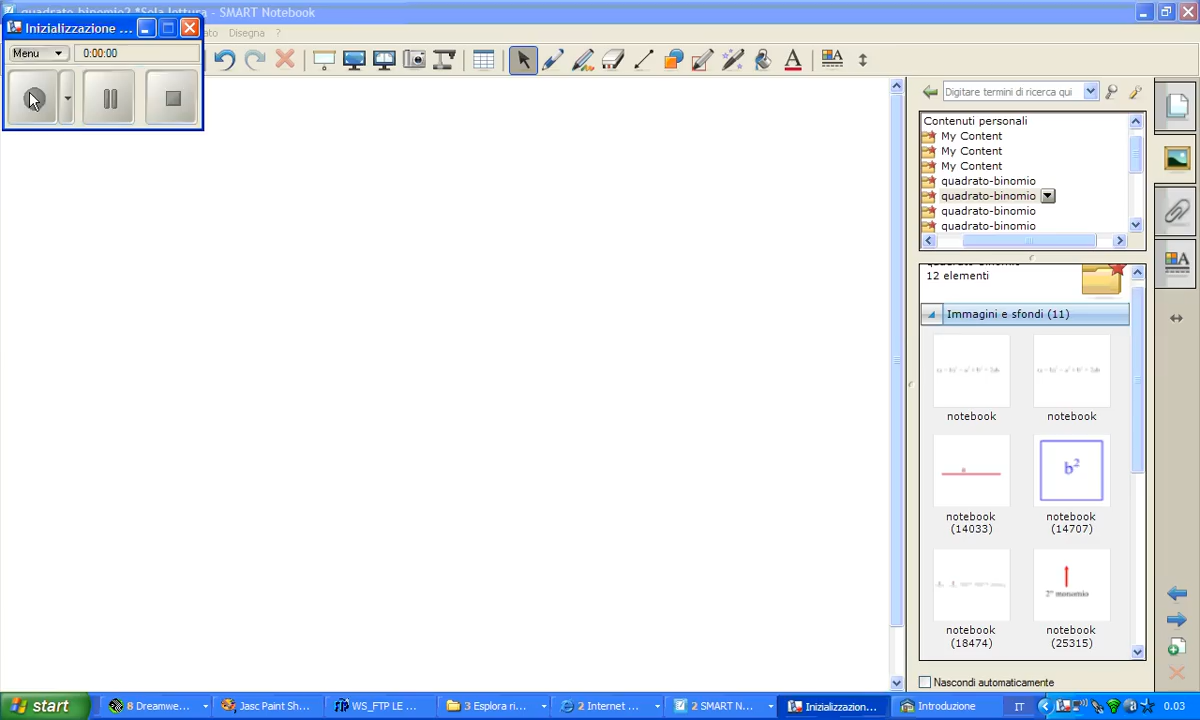 quadrato-binomio2 *Sola lettura - SMART Notebook
Inizializzazione ...
Disegna ?
Menu
0:00:00
Digitare termini di ricerca qui
Contenuti personali
My Content
My Content
My Content
quadrato-binomio
quadrato-binomio
quadrato-binomio
quadrato-binomio
12 elementi
Immagini e sfondi (11)
notebook
notebook
a
b²
notebook
(14033)
notebook
(14707)
2° monomio
notebook
(18474)
notebook
(25315)
Nascondi automaticamente
start
8 Dreamwe...
Jasc Paint Sh...
WS_FTP LE ...
3 Esplora ri...
2 Internet ...
2 SMART N...
Inizializzazion...
Introduzione
IT
0.03